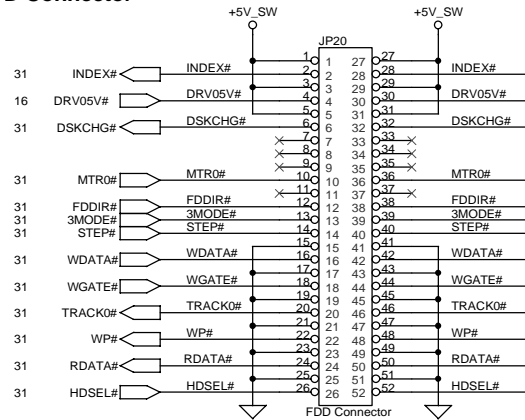 +5V_SW +5V_SW
JP20
1 1 27 27
31 INDEX# INDEX# 2 2 28 28 INDEX#
3 3 29 29
16 DRV05V# DRV05V# 4 4 30 30 DRV05V#
5 5 31 31
31 DSKCHG# DSKCHG# 6 6 32 32 DSKCHG#
7 7 33 33
8 8 34 34
9 9 35 35
31 MTR0# MTR0# 10 10 36 36 MTR0#
11 11 37 37
31 FDDIR# FDDIR# 12 12 38 38 FDDIR#
31 3MODE# 3MODE# 13 13 39 39 3MODE#
31 STEP# STEP# 14 14 40 40 STEP#
15 15 41 41
31 WDATA# WDATA# 16 16 42 42 WDATA#
17 17 43 43
31 WGATE# WGATE# 18 18 44 44 WGATE#
19 19 45 45
31 TRACK0# TRACK0# 20 20 46 46 TRACK0#
21 21 47 47
31 WP# WP# 22 22 48 48 WP#
23 23 49 49
31 RDATA# RDATA# 24 24 50 50 RDATA#
25 25 51 51
31 HDSEL# HDSEL# 26 26 52 52 HDSEL#
FDD Connector